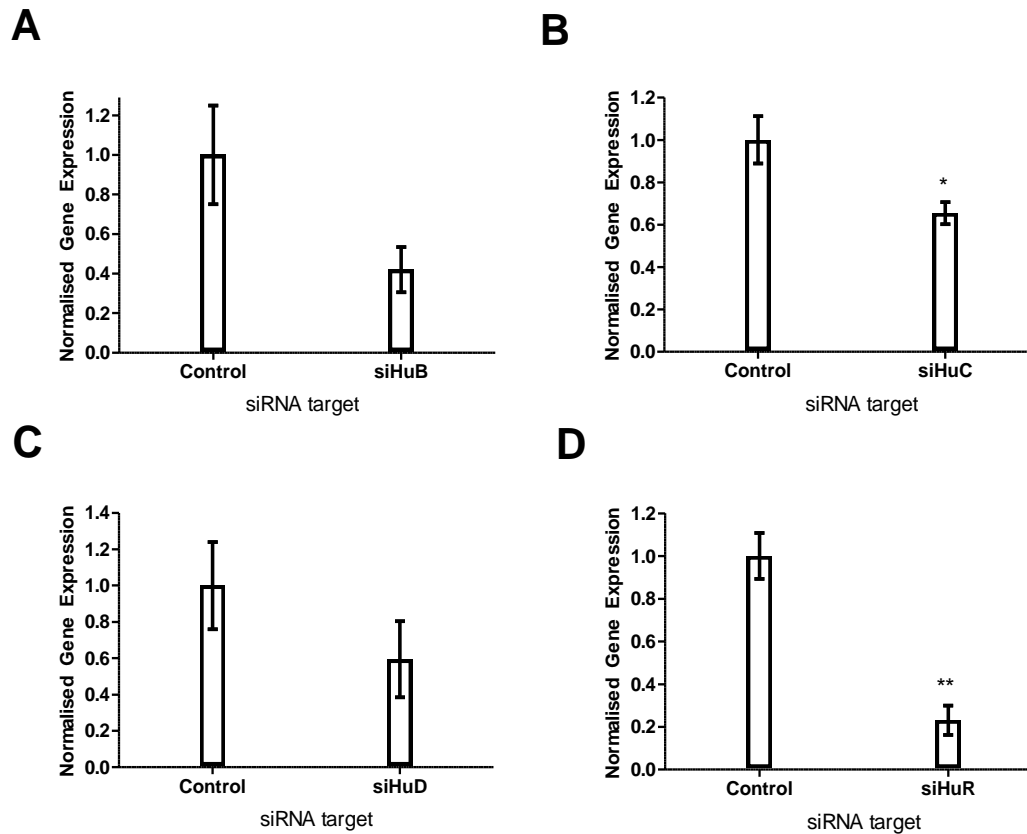 A
Normalised Gene Expression
1.2
1.0
0.8
0.6
0.4
0.2
0.0
Control siHuB
siRNA target
B
Normalised Gene Expression
1.2
1.0
0.8
0.6
0.4
0.2
0.0
*
Control siHuC
siRNA target
C
Normalised Gene Expression
1.4
1.2
1.0
0.8
0.6
0.4
0.2
0.0
Control siHuD
siRNA target
D
Normalised Gene Expression
1.2
1.0
0.8
0.6
0.4
0.2
0.0
**
Control siHuR
siRNA target